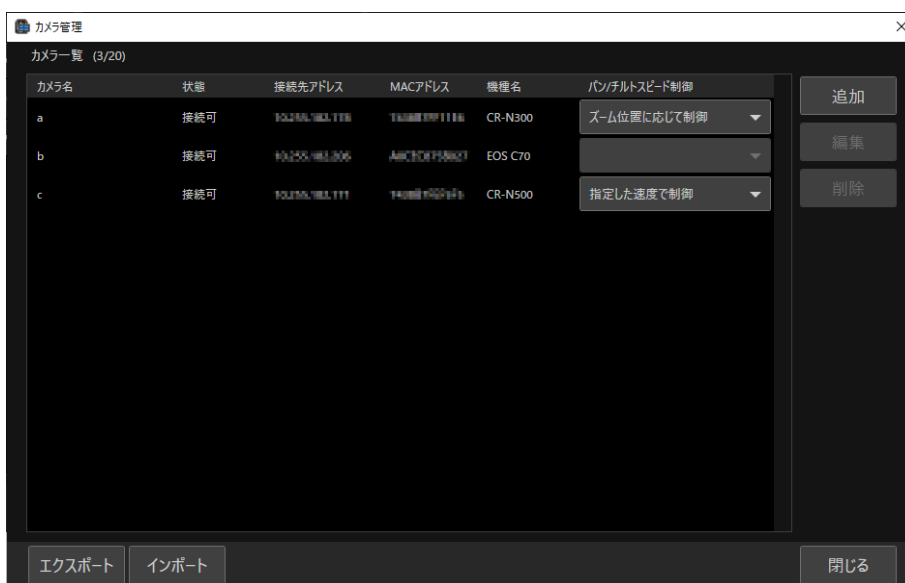 カメラ管理
カメラ一覧 (3/20)
カメラ名 状態 接続先アドレス MACアドレス 機種名 パン/チルトスピード制御
a 接続可 CR-N300 ズーム位置に応じて制御
b 接続可 EOS C70
c 接続可 CR-N500 指定した速度で制御
追加
編集
削除
エクスポート インポート 閉じる